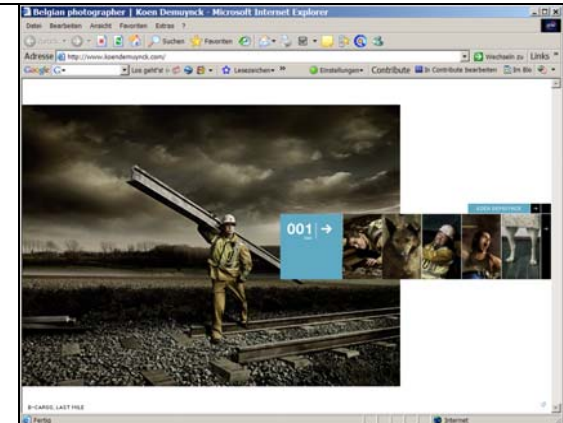 Belgian photographer | Koen Demuynck - Microsoft Internet Explorer
Datei Bearbeiten Ansicht Favoriten Extras ?
Zurück Suchen Favoriten
Adresse http://www.koendemuynck.com/ Wechseln zu Links »
Google G Los geht's! Lesezeichen » Einstellungen Contribute In Contribute bearbeiten Im Blo
KOEN DEMUYNCK
001
B-CARGO, LAST MILE
Fertig Internet